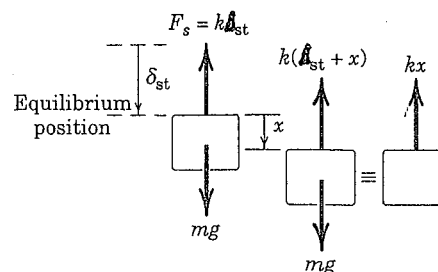 F_s = kδ_st
k(δ_st + x)
kx
δ_st
Equilibrium
position
x
≡
mg
mg